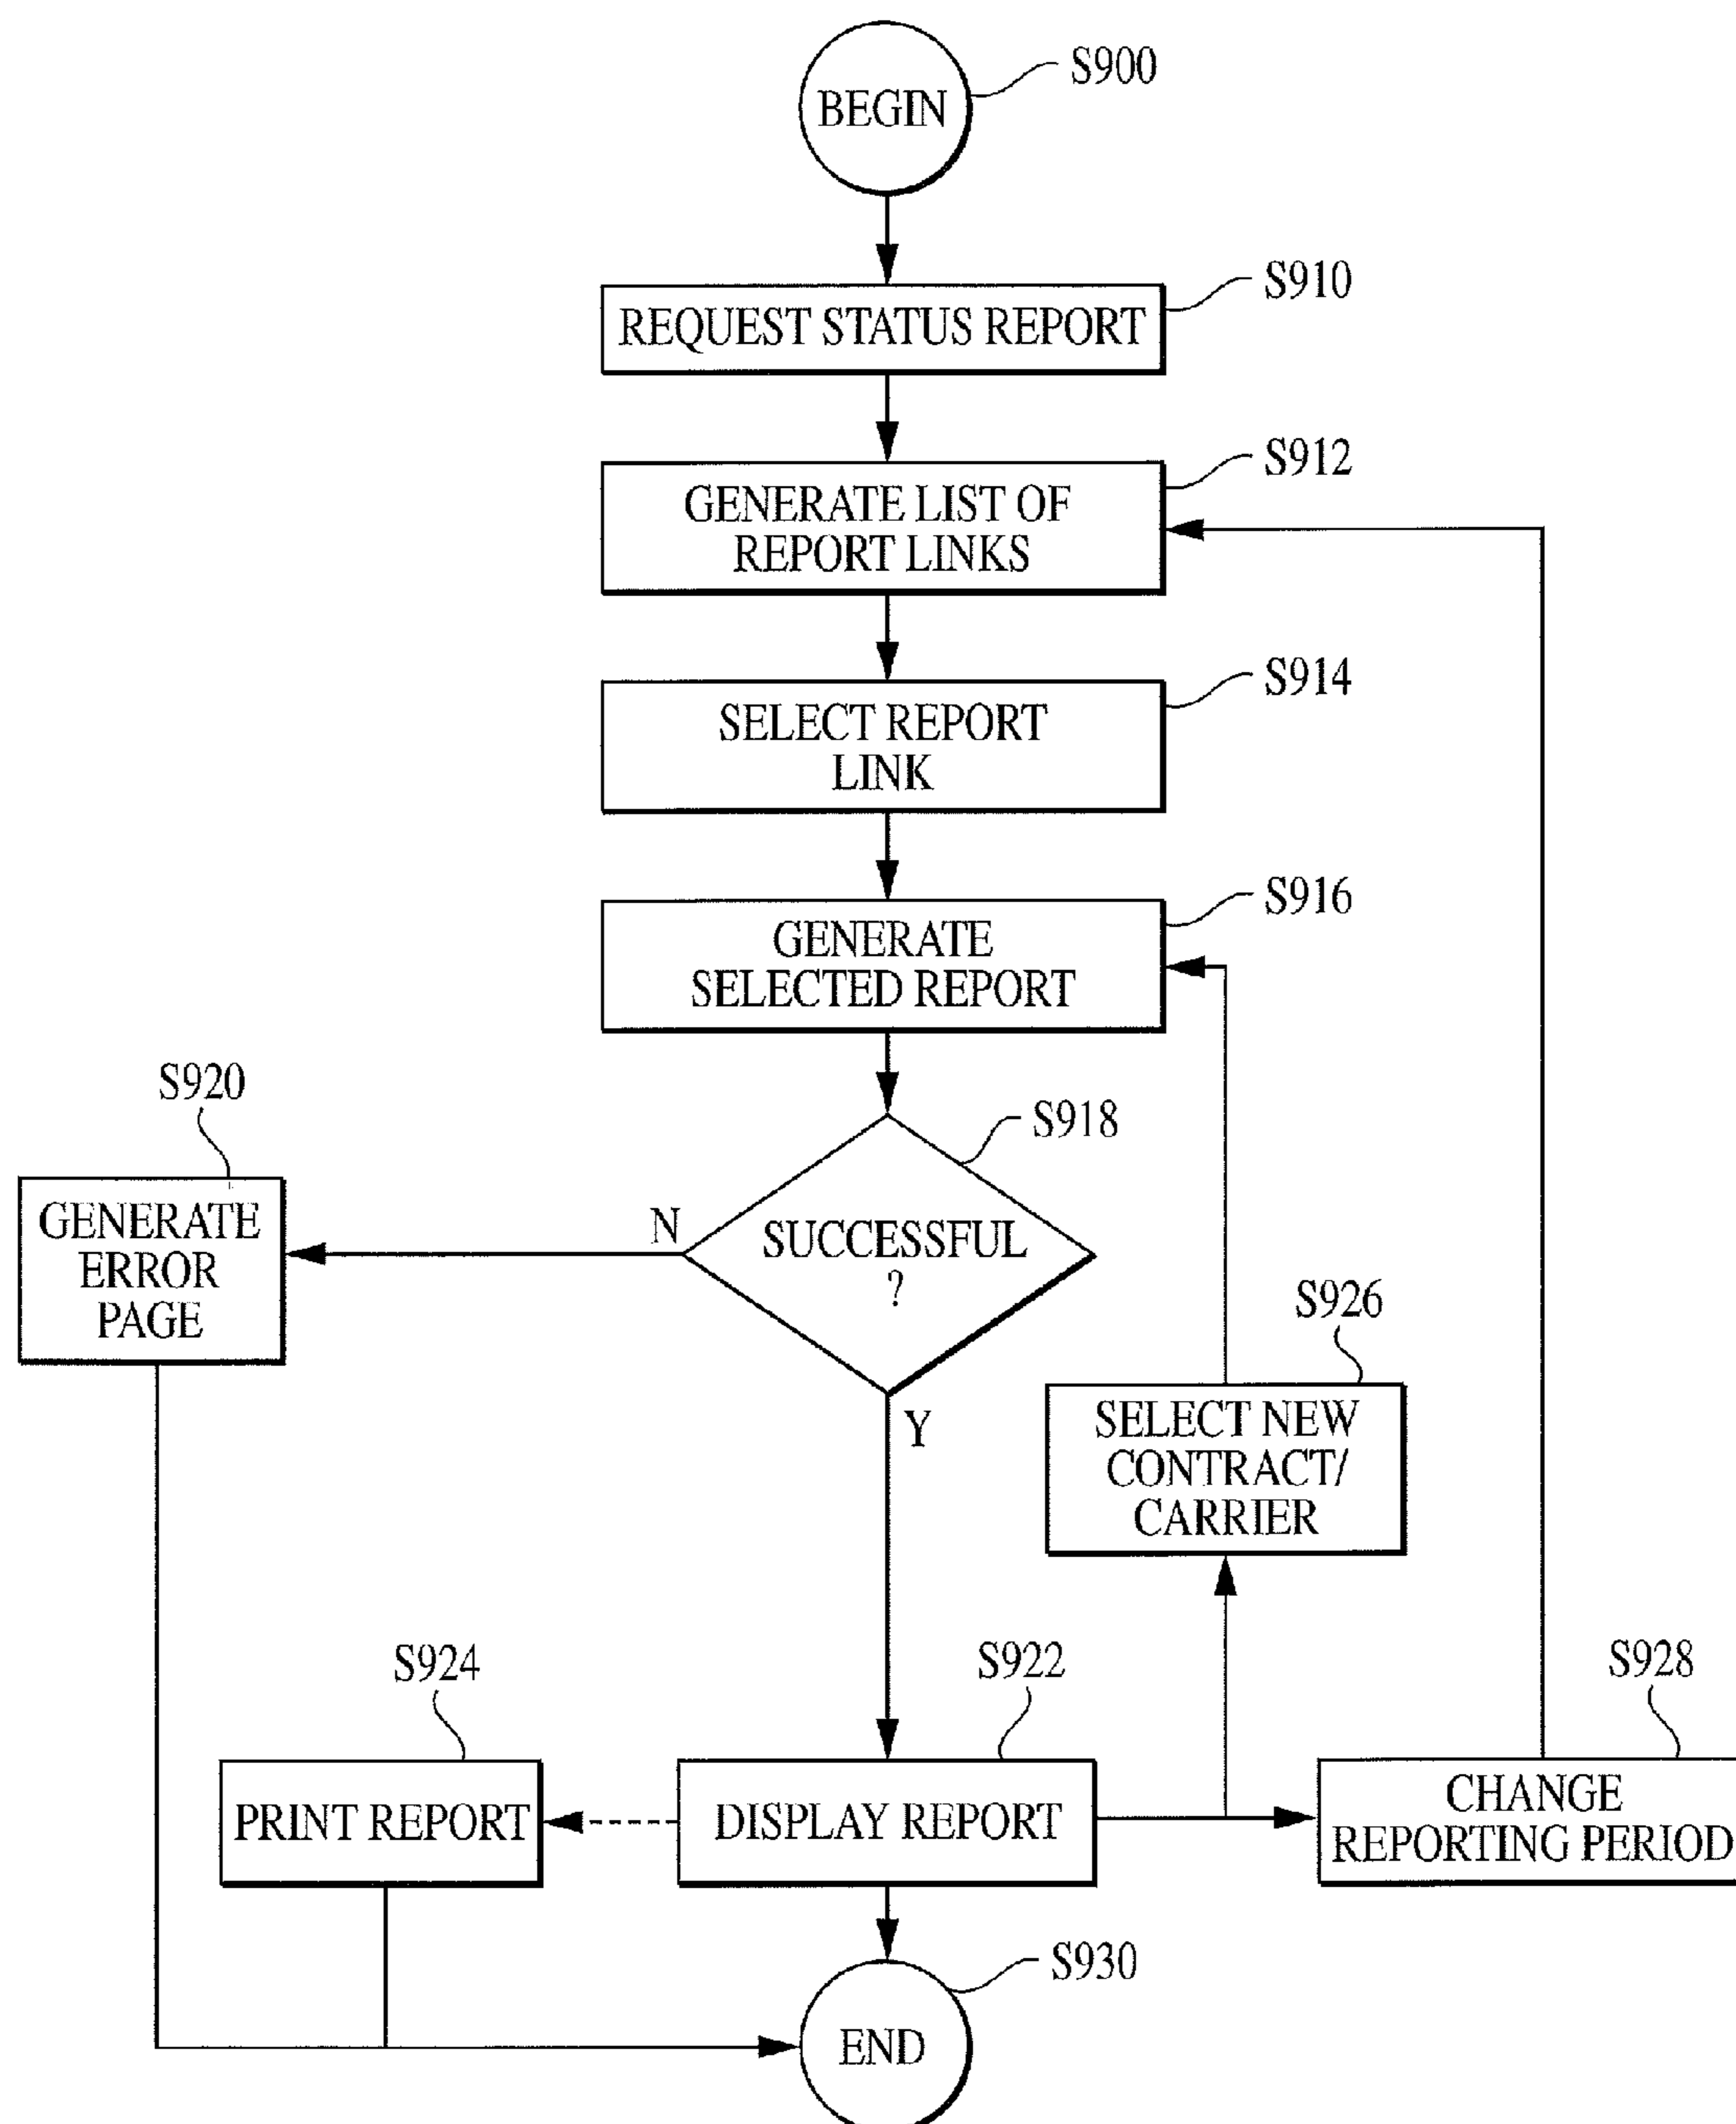 BEGIN
S900
REQUEST STATUS REPORT
S910
GENERATE LIST OF
REPORT LINKS
S912
SELECT REPORT
LINK
S914
GENERATE
SELECTED REPORT
S916
S920
GENERATE
ERROR
PAGE
N
SUCCESSFUL
?
S918
Y
S926
SELECT NEW
CONTRACT/
CARRIER
S924
PRINT REPORT
S922
DISPLAY REPORT
S928
CHANGE
REPORTING PERIOD
S930
END